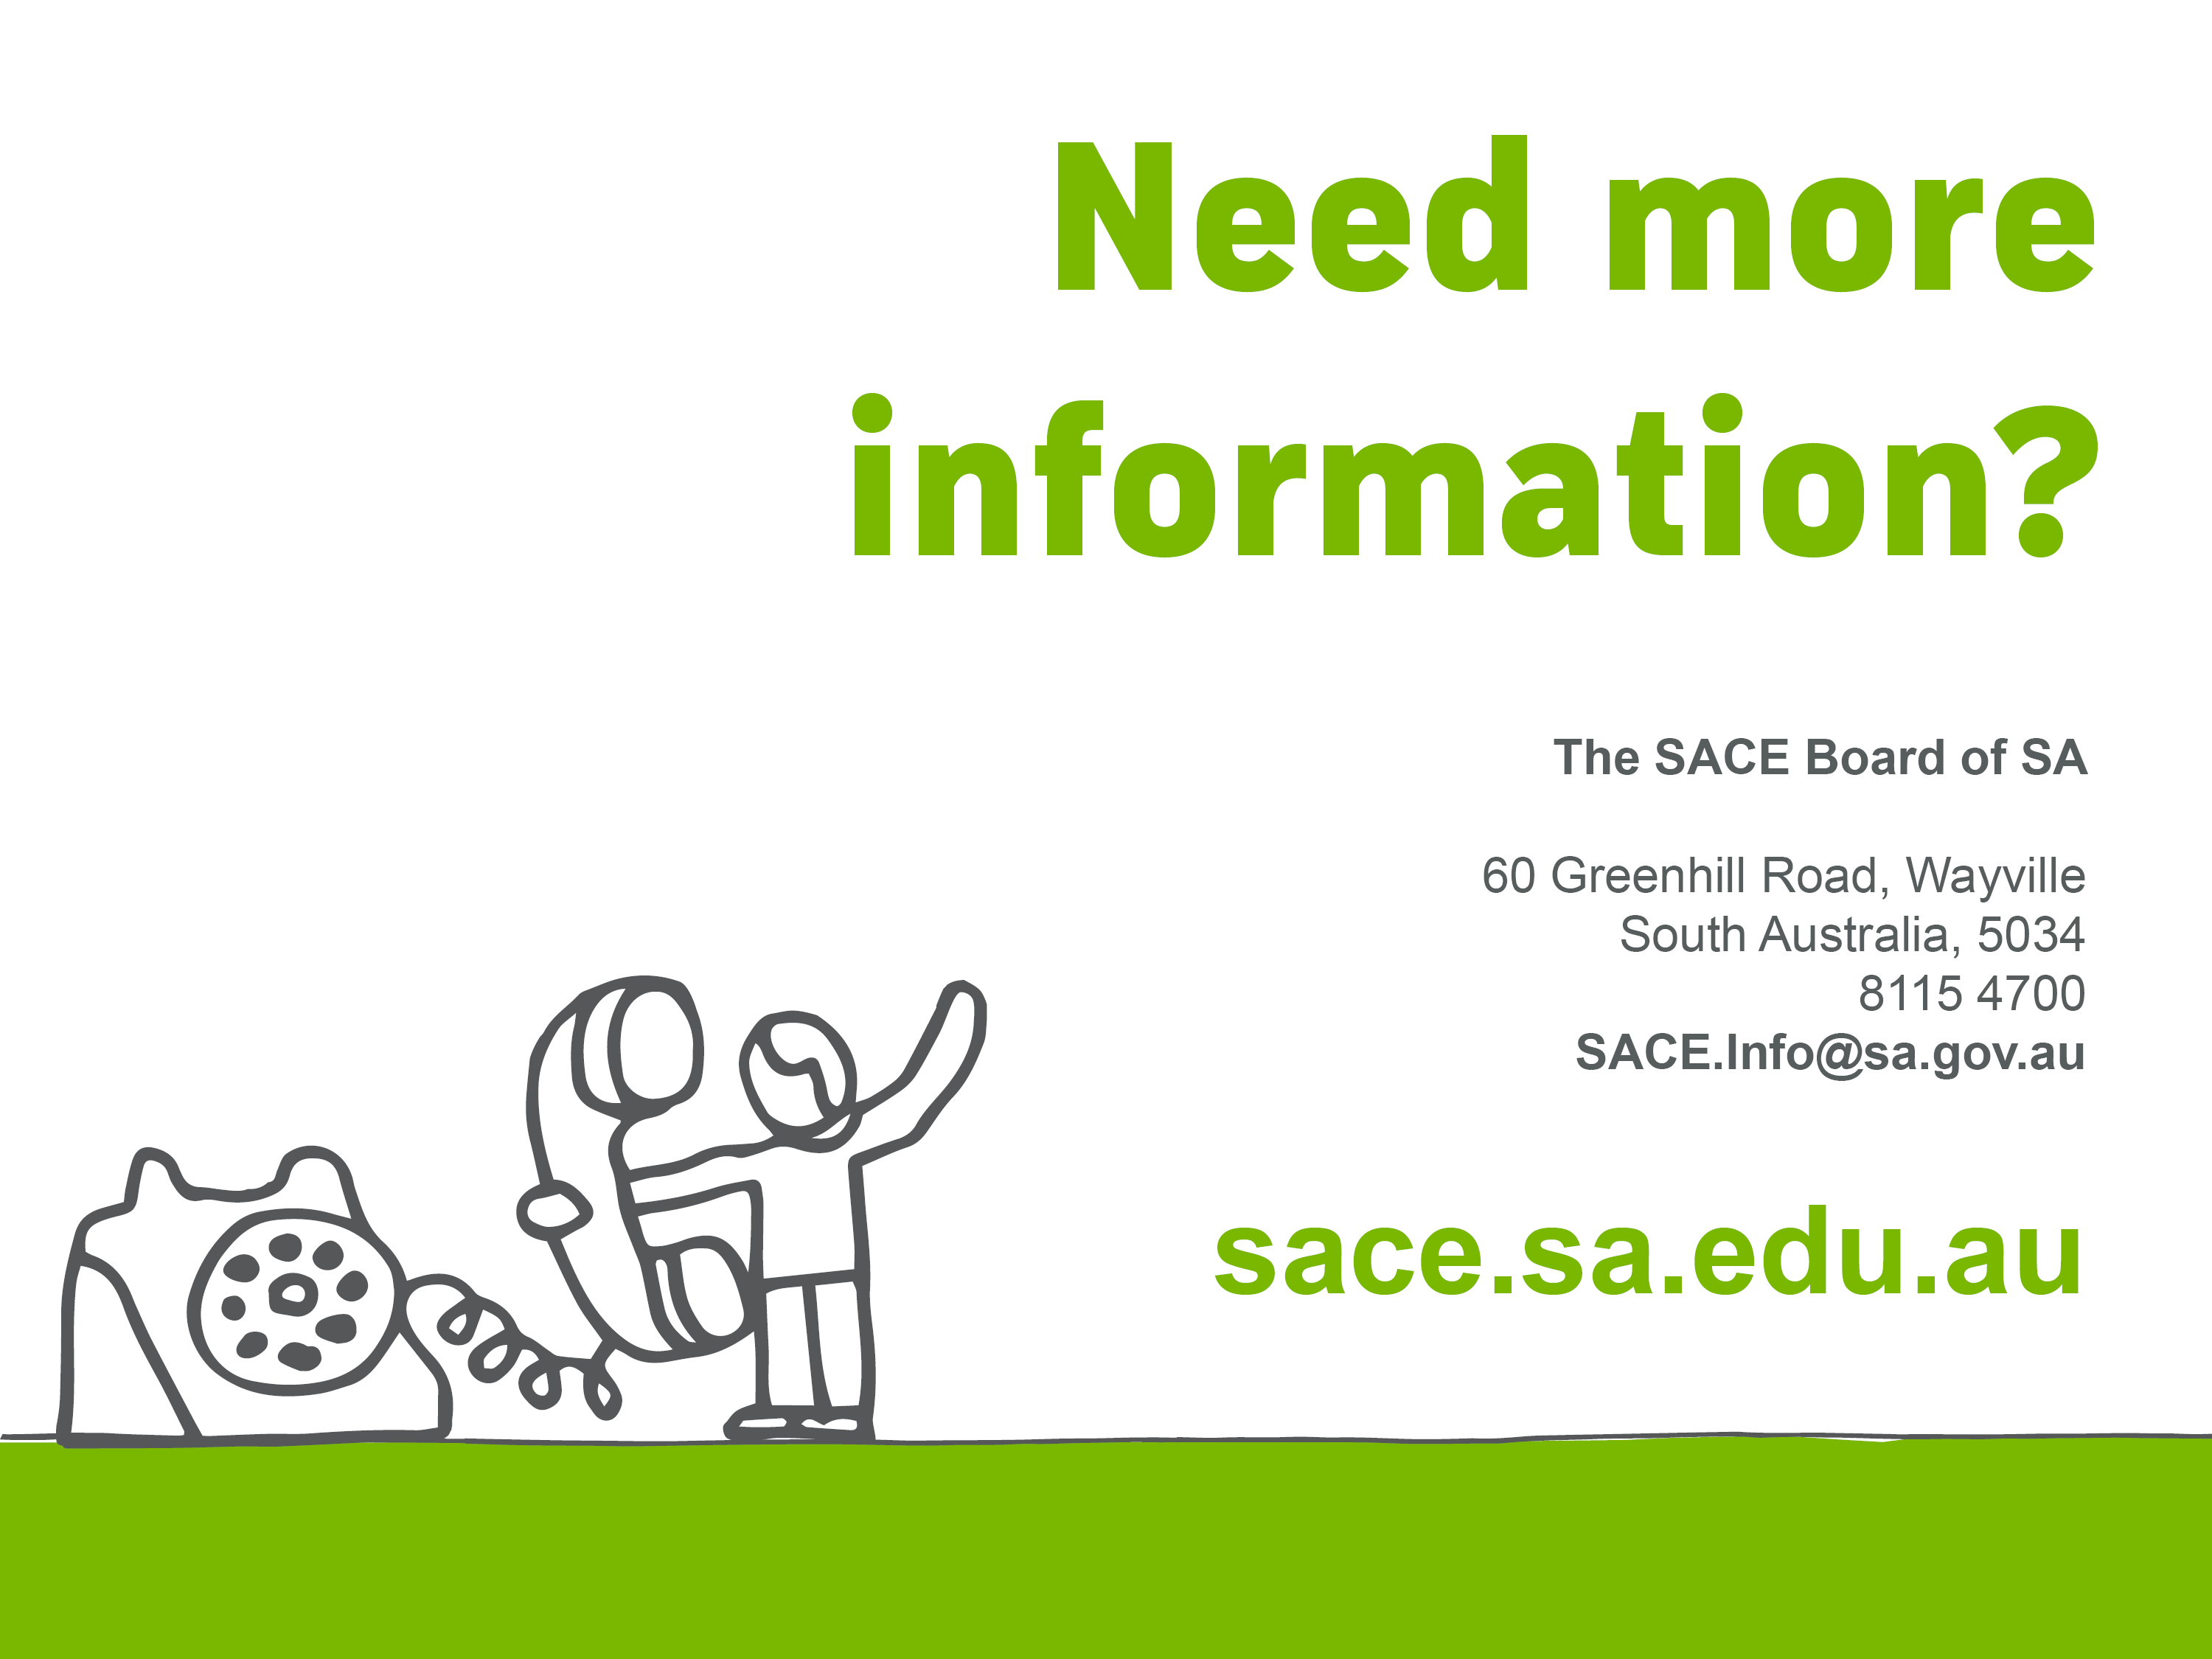 Need more
information?
The SACE Board of SA
60 Greenhill Road, Wayville
South Australia, 5034
8115 4700
SACE.Info@sa.gov.au
sace.sa.edu.au